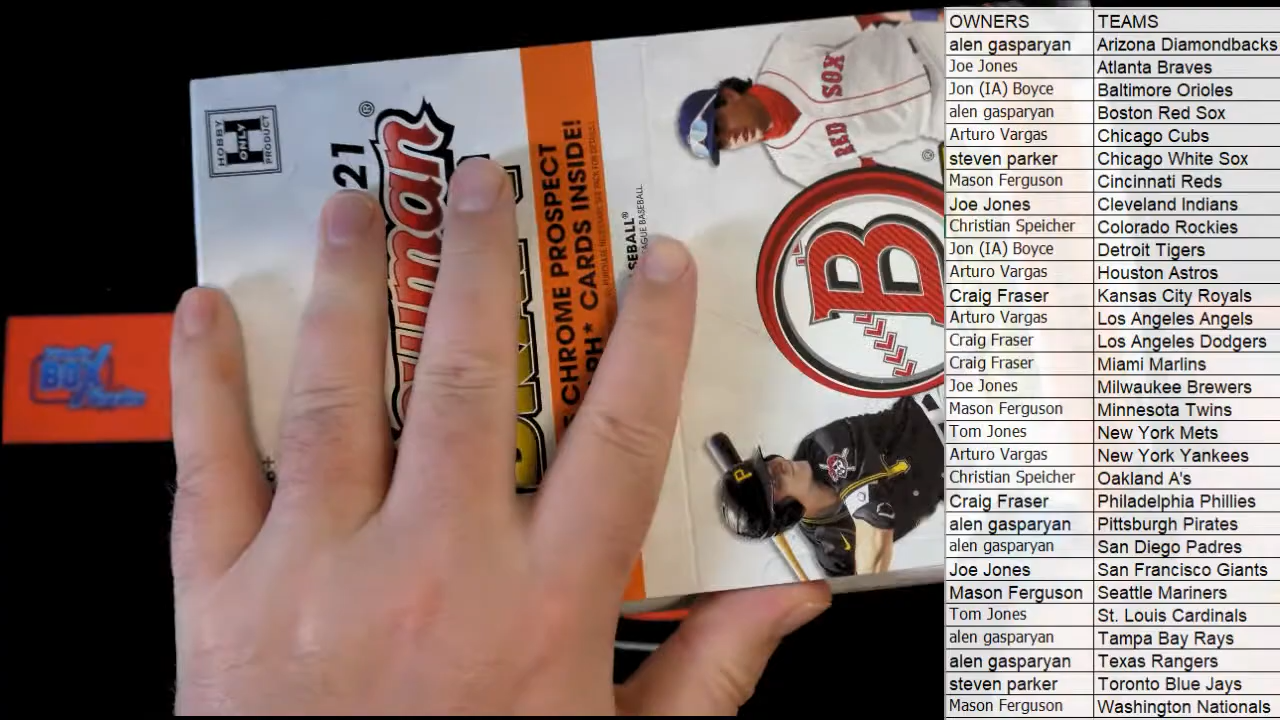 HOBBY
1
ONLY
PRODUCT
21
®
CHROME PROSPECT
CARDS INSIDE!
SEBALL®
RED SOX
B
P
BOX
OWNERS TEAMS
alen gasparyan Arizona Diamondbacks
Joe Jones Atlanta Braves
Jon (IA) Boyce Baltimore Orioles
alen gasparyan Boston Red Sox
Arturo Vargas Chicago Cubs
steven parker Chicago White Sox
Mason Ferguson Cincinnati Reds
Joe Jones Cleveland Indians
Christian Speicher Colorado Rockies
Jon (IA) Boyce Detroit Tigers
Arturo Vargas Houston Astros
Craig Fraser Kansas City Royals
Arturo Vargas Los Angeles Angels
Craig Fraser Los Angeles Dodgers
Craig Fraser Miami Marlins
Joe Jones Milwaukee Brewers
Mason Ferguson Minnesota Twins
Tom Jones New York Mets
Arturo Vargas New York Yankees
Christian Speicher Oakland A's
Craig Fraser Philadelphia Phillies
alen gasparyan Pittsburgh Pirates
alen gasparyan San Diego Padres
Joe Jones San Francisco Giants
Mason Ferguson Seattle Mariners
Tom Jones St. Louis Cardinals
alen gasparyan Tampa Bay Rays
alen gasparyan Texas Rangers
steven parker Toronto Blue Jays
Mason Ferguson Washington Nationals